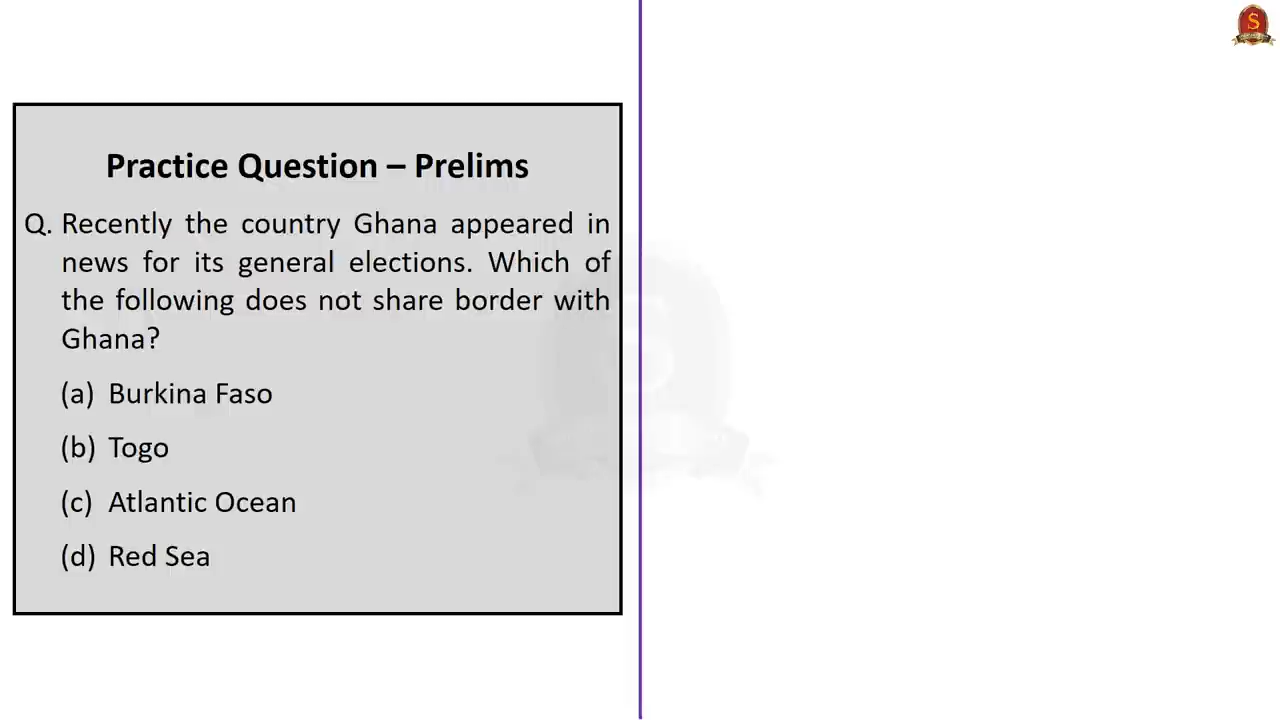 S
Practice Question – Prelims
Q. Recently the country Ghana appeared in
news for its general elections. Which of
the following does not share border with
Ghana?
(a) Burkina Faso
(b) Togo
(c) Atlantic Ocean
(d) Red Sea